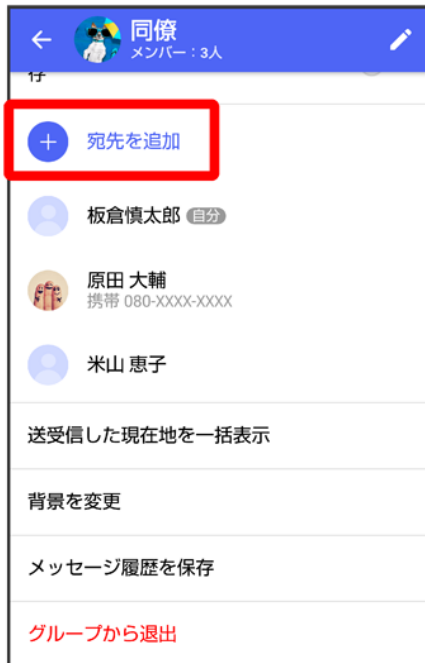 同僚
メンバー：3人
存
宛先を追加
板倉慎太郎 自分
原田 大輔
携帯 080-XXXX-XXXX
米山 恵子
送受信した現在地を一括表示
背景を変更
メッセージ履歴を保存
グループから退出